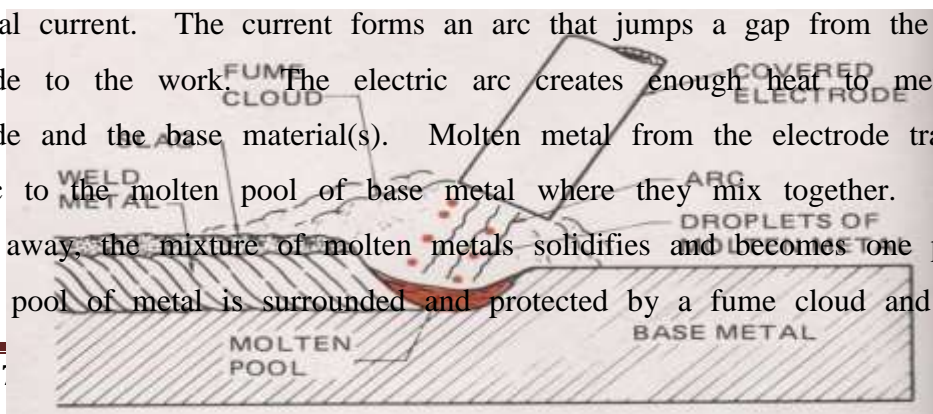 al current. The current forms an arc that jumps a gap from the
de to the work. The electric arc creates enough heat to me
de and the base material(s). Molten metal from the electrode tra
c to the molten pool of base metal where they mix together.
away, the mixture of molten metals solidifies and becomes one p
pool of metal is surrounded and protected by a fume cloud and
FUME
CLOUD
COVERED
ELECTRODE
SLAG
WELD
METAL
ARC
DROPLETS OF
MOLTEN METAL
MOLTEN
POOL
BASE METAL